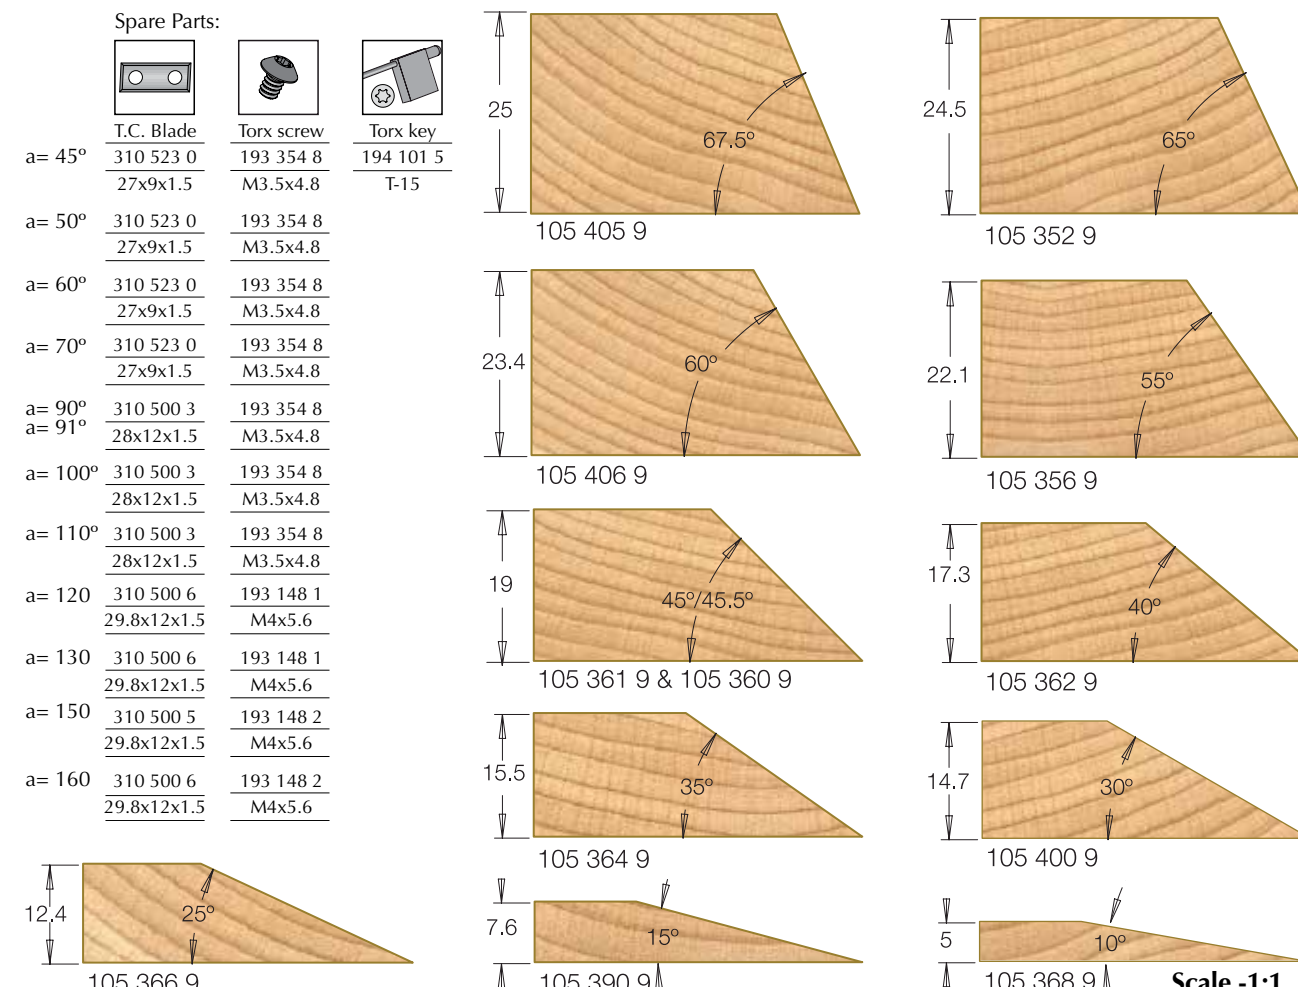 Spare Parts:
T.C. Blade Torx screw Torx key
a= 45º 310 523 0 193 354 8 194 101 5
27x9x1.5 M3.5x4.8 T-15
a= 50º 310 523 0 193 354 8
27x9x1.5 M3.5x4.8
a= 60º 310 523 0 193 354 8
27x9x1.5 M3.5x4.8
a= 70º 310 523 0 193 354 8
27x9x1.5 M3.5x4.8
a= 90º 310 500 3 193 354 8
a= 91º 28x12x1.5 M3.5x4.8
a= 100º 310 500 3 193 354 8
28x12x1.5 M3.5x4.8
a= 110º 310 500 3 193 354 8
28x12x1.5 M3.5x4.8
a= 120 310 500 6 193 148 1
29.8x12x1.5 M4x5.6
a= 130 310 500 6 193 148 1
29.8x12x1.5 M4x5.6
a= 150 310 500 5 193 148 2
29.8x12x1.5 M4x5.6
a= 160 310 500 6 193 148 2
29.8x12x1.5 M4x5.6
25
67.5º
105 405 9
24.5
65º
105 352 9
23.4
60º
105 406 9
22.1
55º
105 356 9
19
45º/45.5º
105 361 9 & 105 360 9
17.3
40º
105 362 9
15.5
35º
105 364 9
14.7
30º
105 400 9
12.4
25º
105 366 9
7.6
15º
105 390 9
5
10º
105 368 9
Scale -1:1